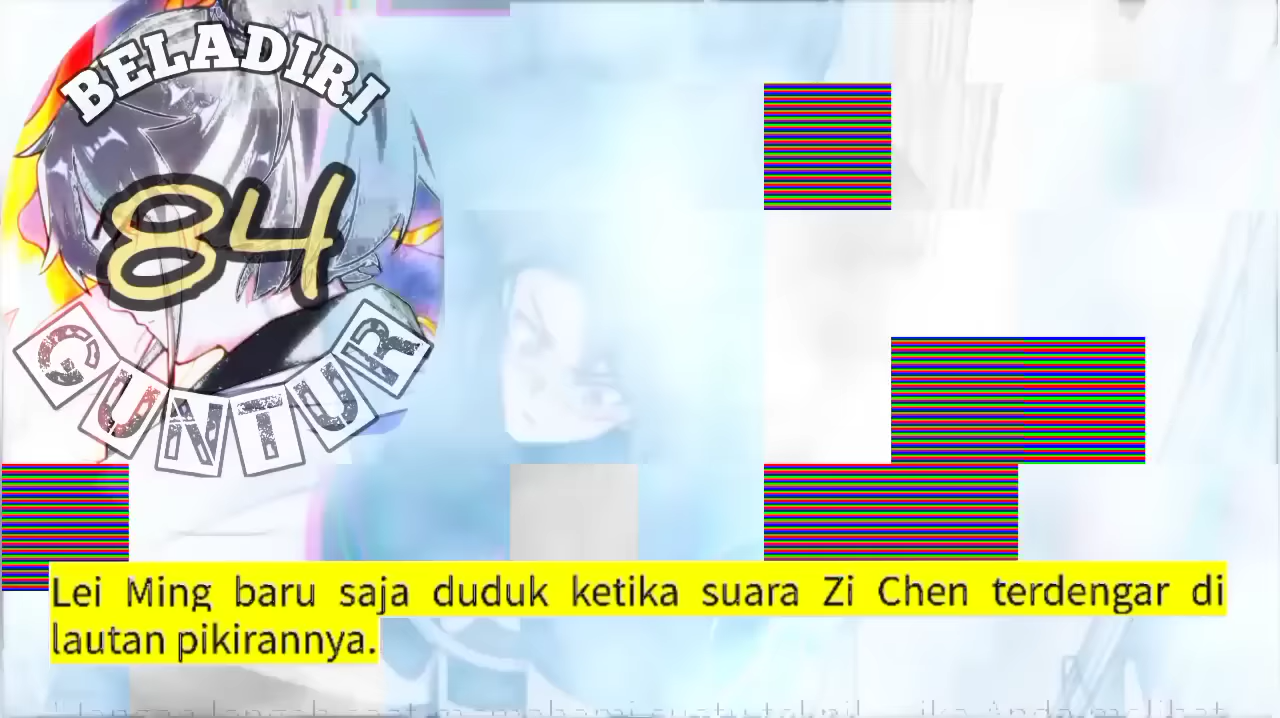 BELADIRI
84
GUNTUR
Lei Ming baru saja duduk ketika suara Zi Chen terdengar di
lautan pikirannya.